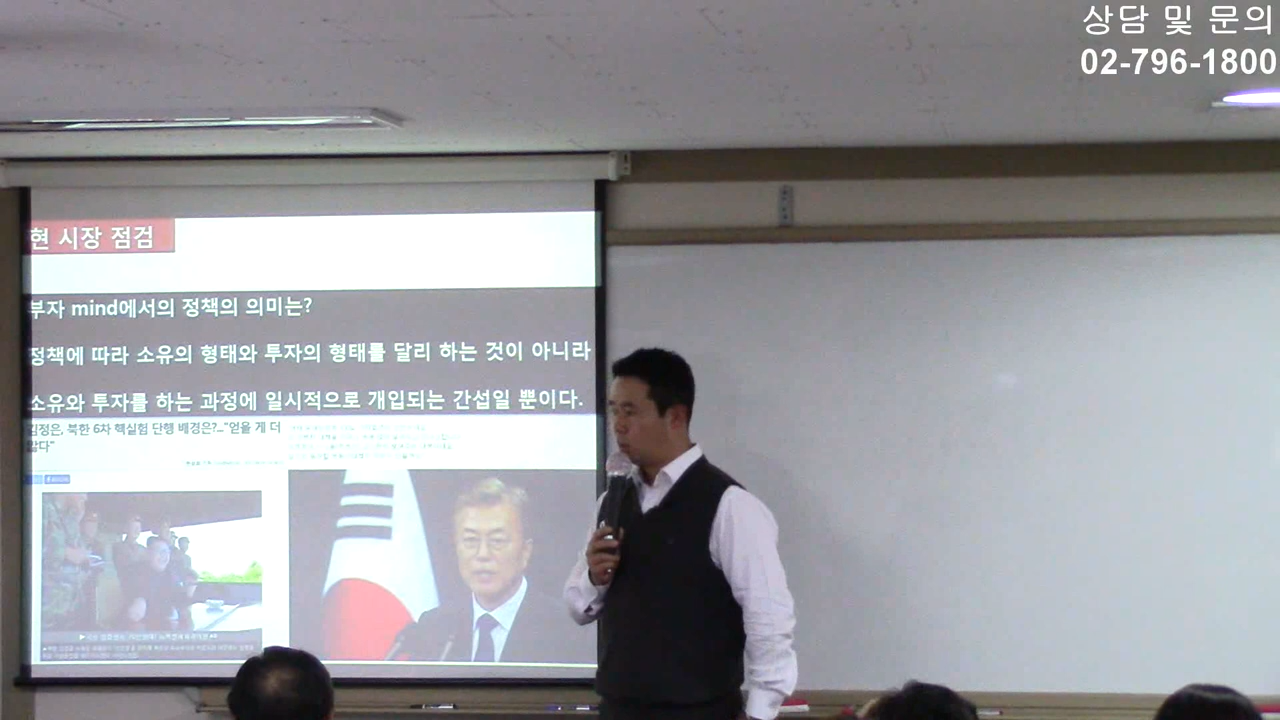 상담 및 문의
02-796-1800
현 시장 점검
부자 mind에서의 정책의 의미는?
정책에 따라 소유의 형태와 투자의 형태를 달리 하는 것이 아니라
소유와 투자를 하는 과정에 일시적으로 개입되는 간섭일 뿐이다.
김정은, 북한 6차 핵실험 단행 배경은?..."얻을 게 더
많다"